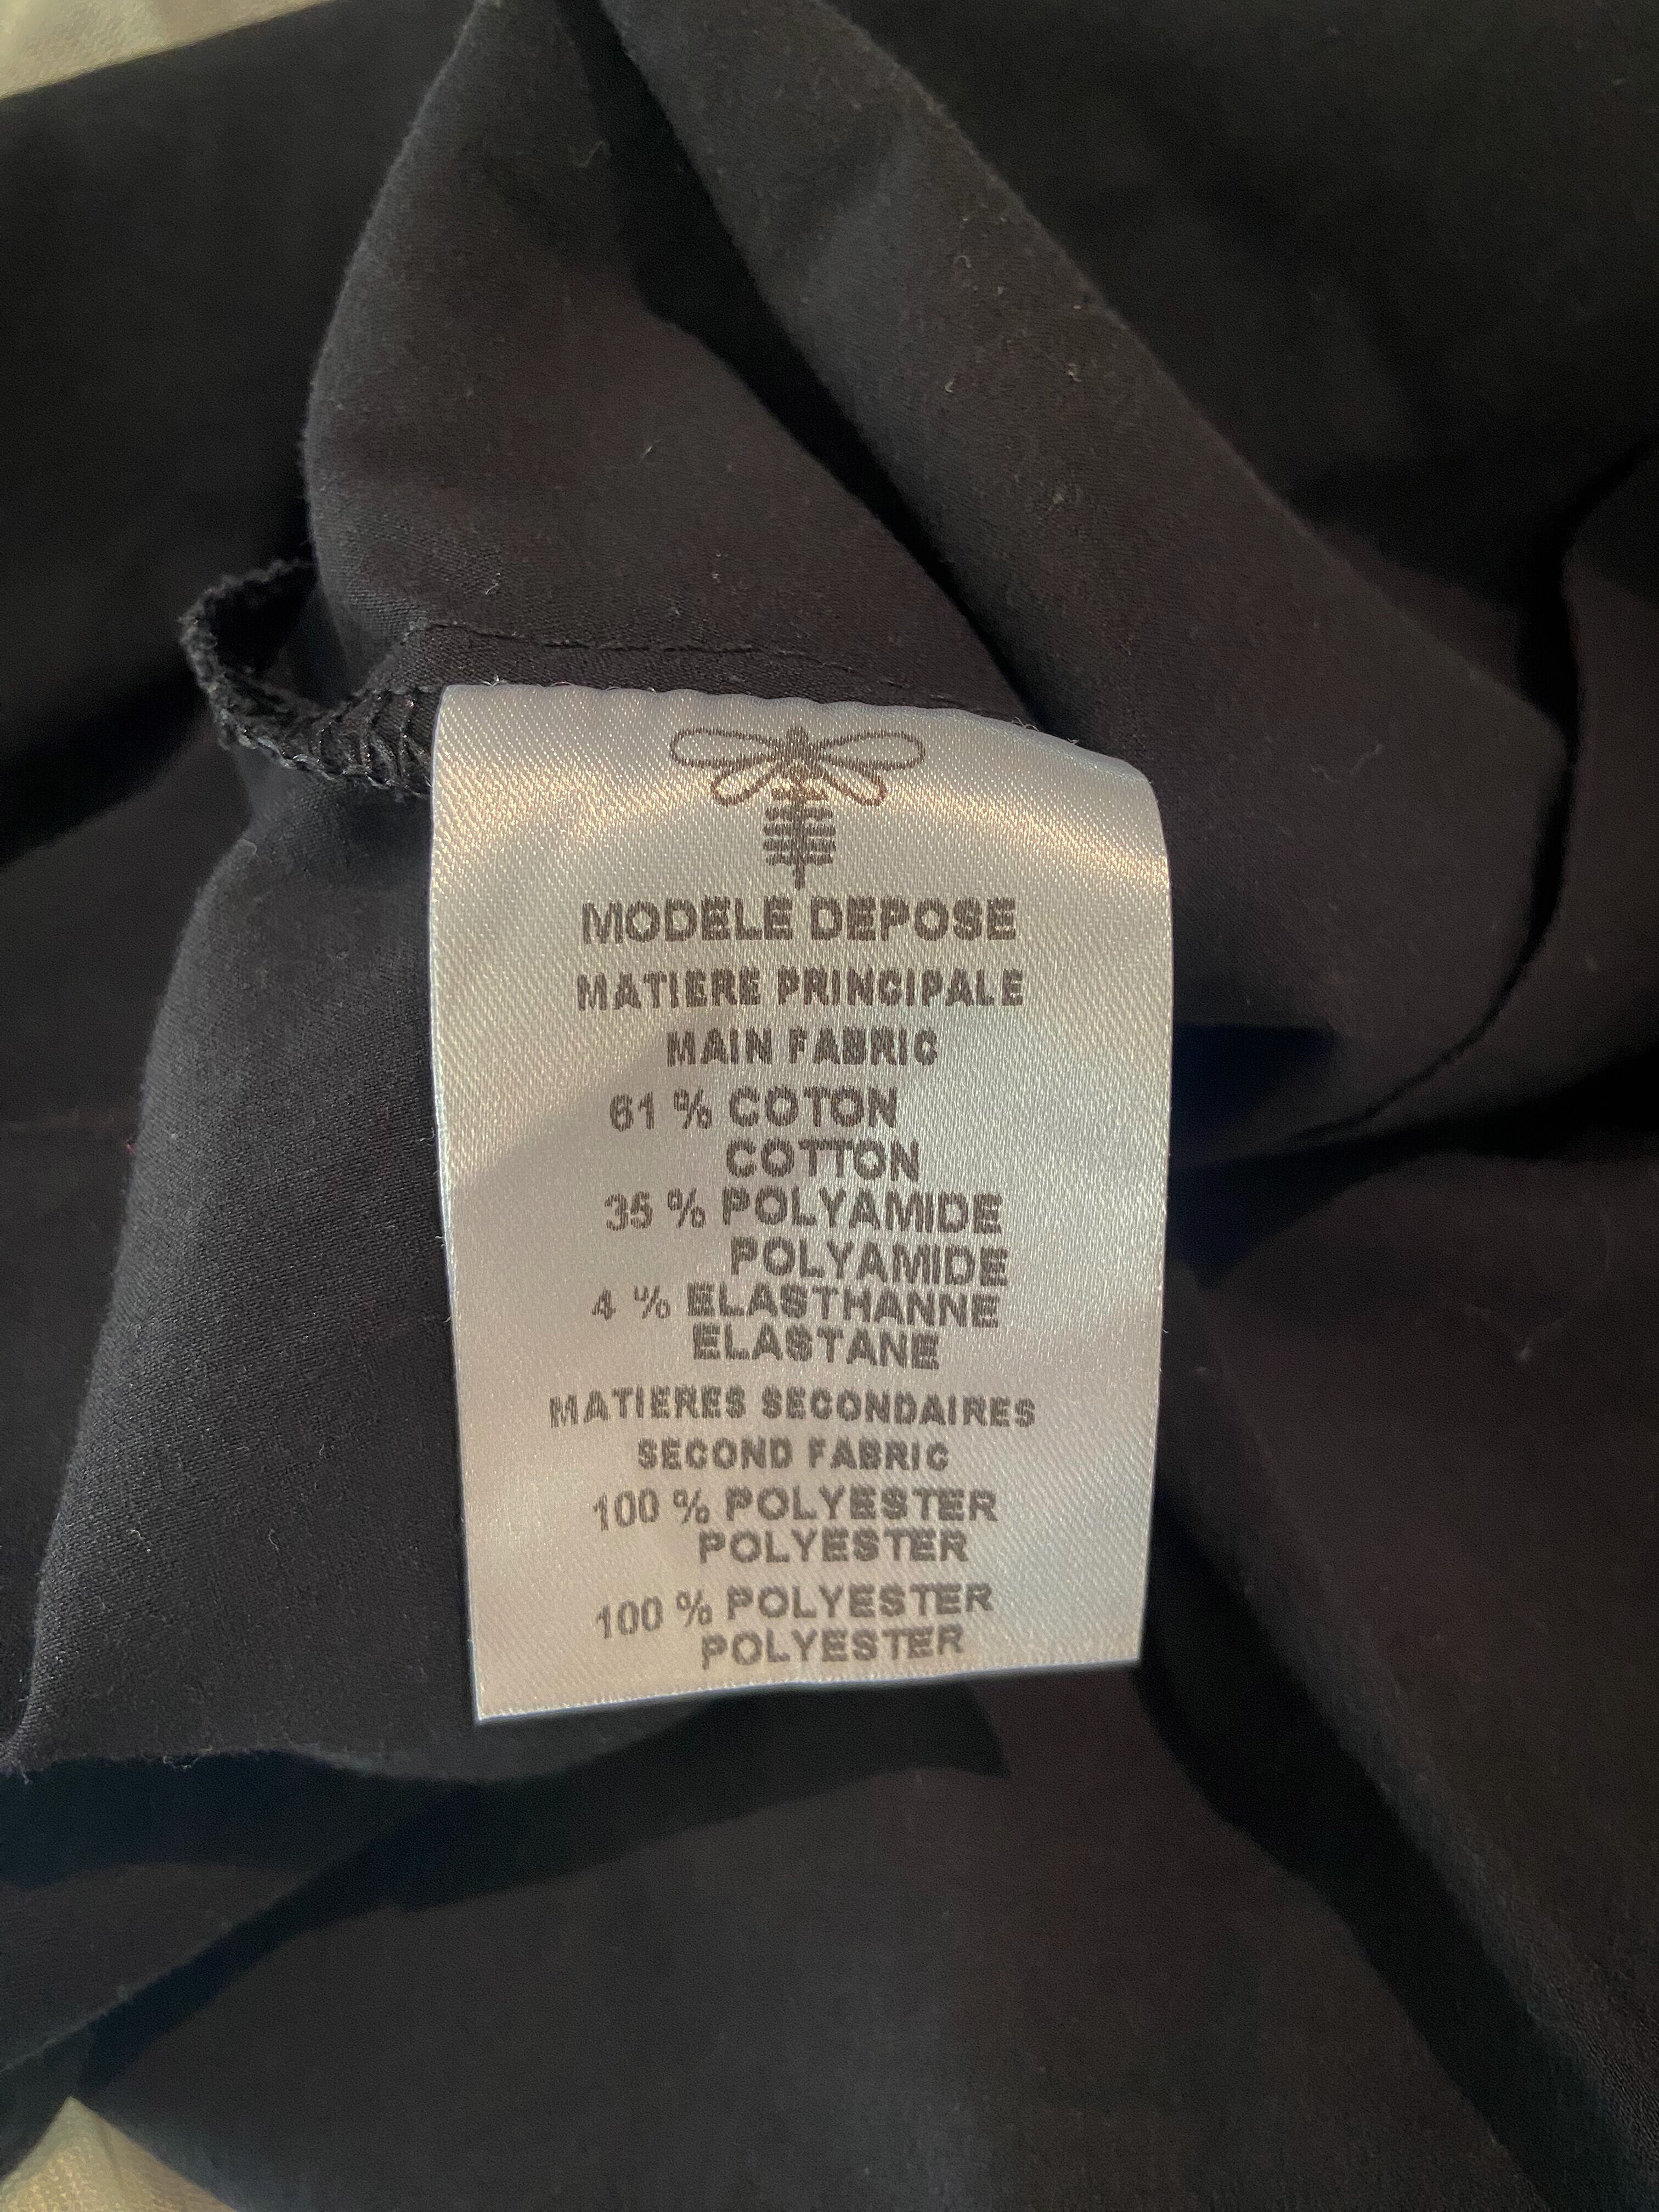 MODELE DEPOSE
MATIERE PRINCIPALE
MAIN FABRIC
61 % COTON
COTTON
35 % POLYAMIDE
POLYAMIDE
4 % ELASTHANNE
ELASTANE
MATIERES SECONDAIRES
SECOND FABRIC
100 % POLYESTER
POLYESTER
100 % POLYESTER
POLYESTER